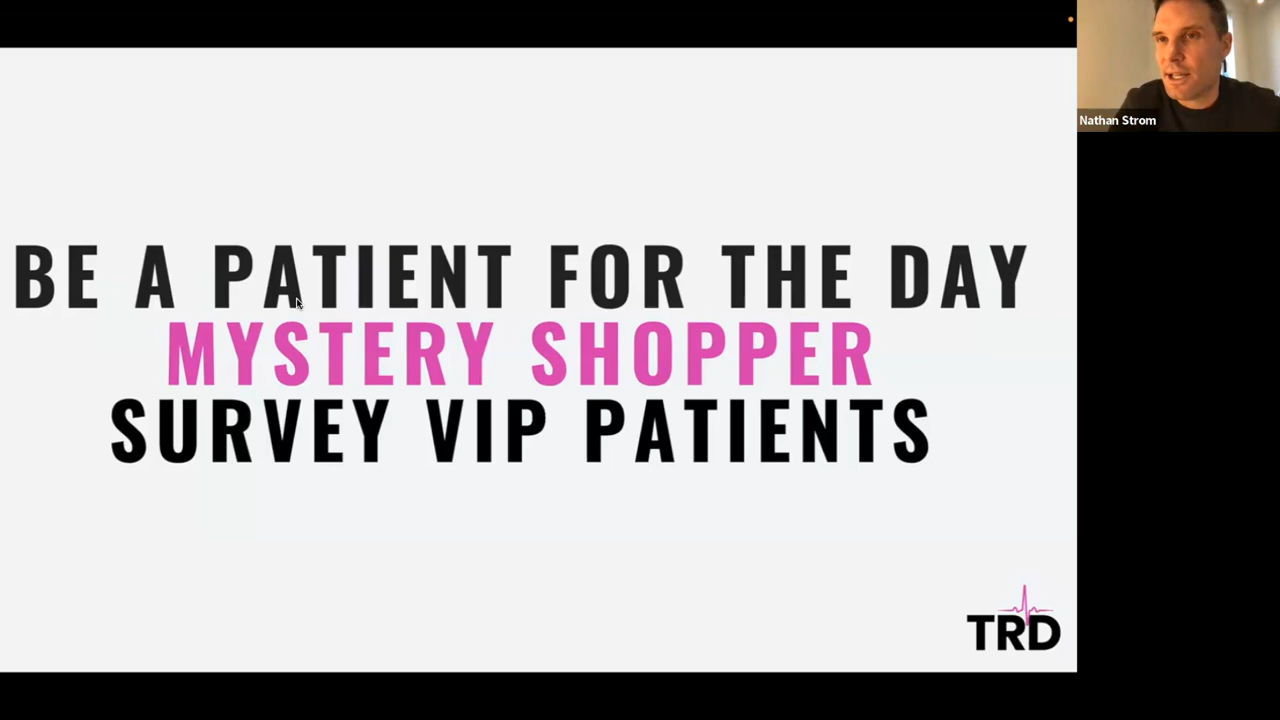 BE A PATIENT FOR THE DAY
MYSTERY SHOPPER
SURVEY VIP PATIENTS
TRD
Nathan Strom